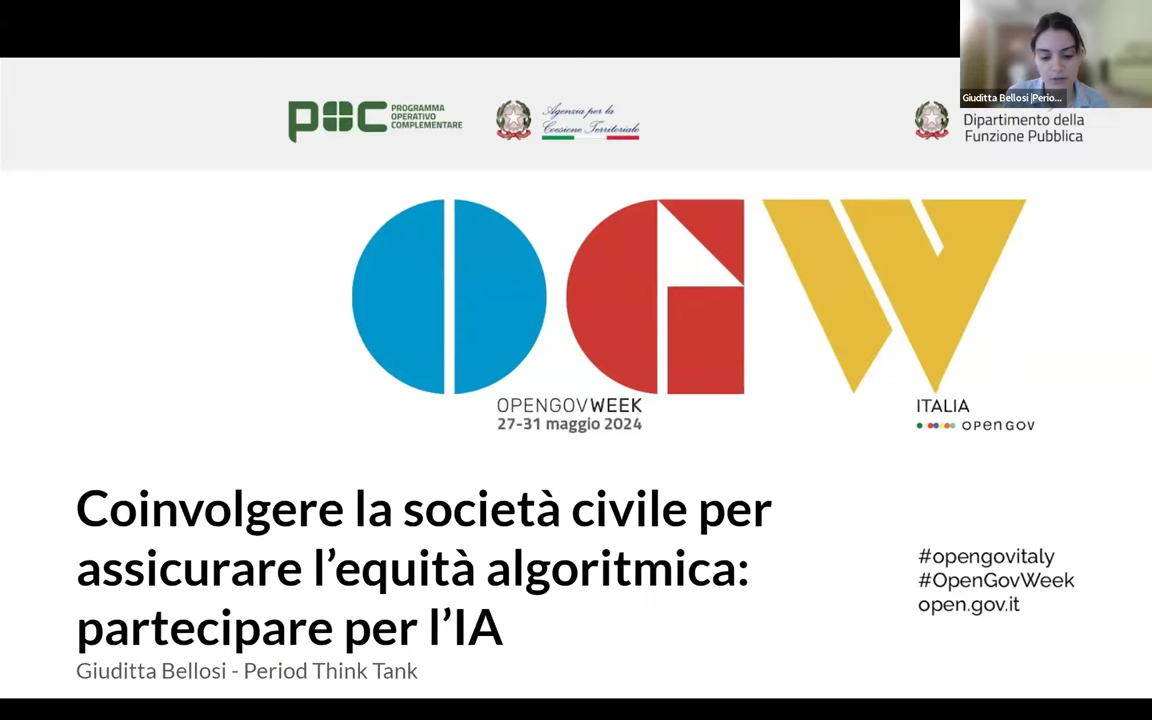 Giuditta Bellosi |Perio...
POC PROGRAMMA
OPERATIVO
COMPLEMENTARE
Agenzia per la
Coesione Territoriale
Dipartimento della
Funzione Pubblica
OGW
OPENGOVWEEK
27-31 maggio 2024
ITALIA
open gov
Coinvolgere la società civile per
assicurare l’equità algoritmica:
partecipare per l’IA
Giuditta Bellosi - Period Think Tank
#opengovitaly
#OpenGovWeek
open.gov.it